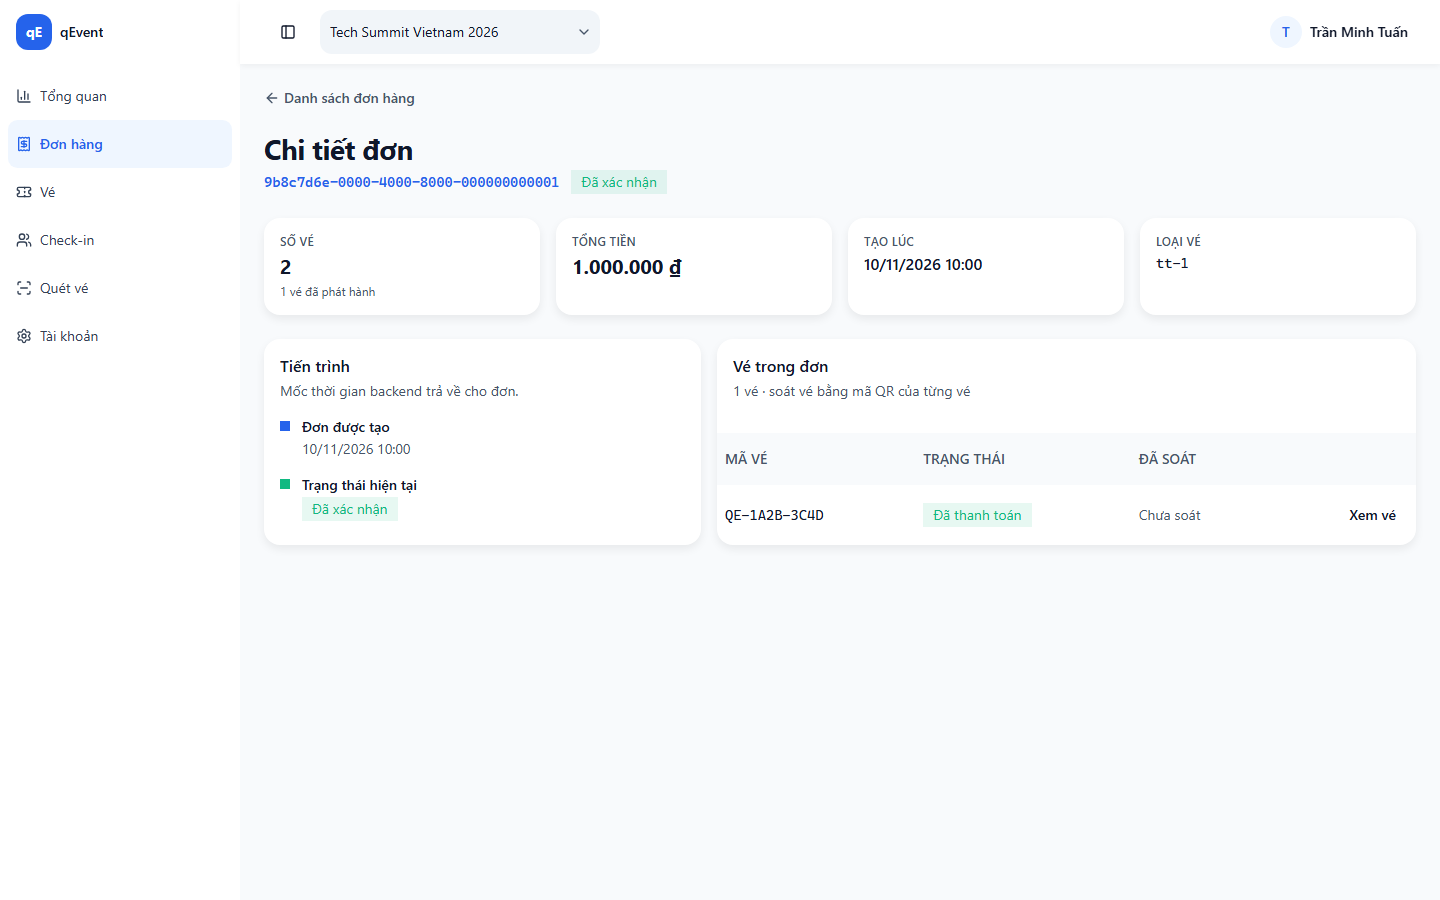 qE qEvent
Tech Summit Vietnam 2026
T Trần Minh Tuấn
Tổng quan
Đơn hàng
Vé
Check-in
Quét vé
Tài khoản
Danh sách đơn hàng
Chi tiết đơn
9b8c7d6e-0000-4000-8000-000000000001 Đã xác nhận
SỐ VÉ
2
1 vé đã phát hành
TỔNG TIỀN
1.000.000 ₫
TẠO LÚC
10/11/2026 10:00
LOẠI VÉ
tt-1
Tiến trình
Mốc thời gian backend trả về cho đơn.
Đơn được tạo
10/11/2026 10:00
Trạng thái hiện tại
Đã xác nhận
Vé trong đơn
1 vé · soát vé bằng mã QR của từng vé
MÃ VÉ TRẠNG THÁI ĐÃ SOÁT
QE-1A2B-3C4D Đã thanh toán Chưa soát Xem vé